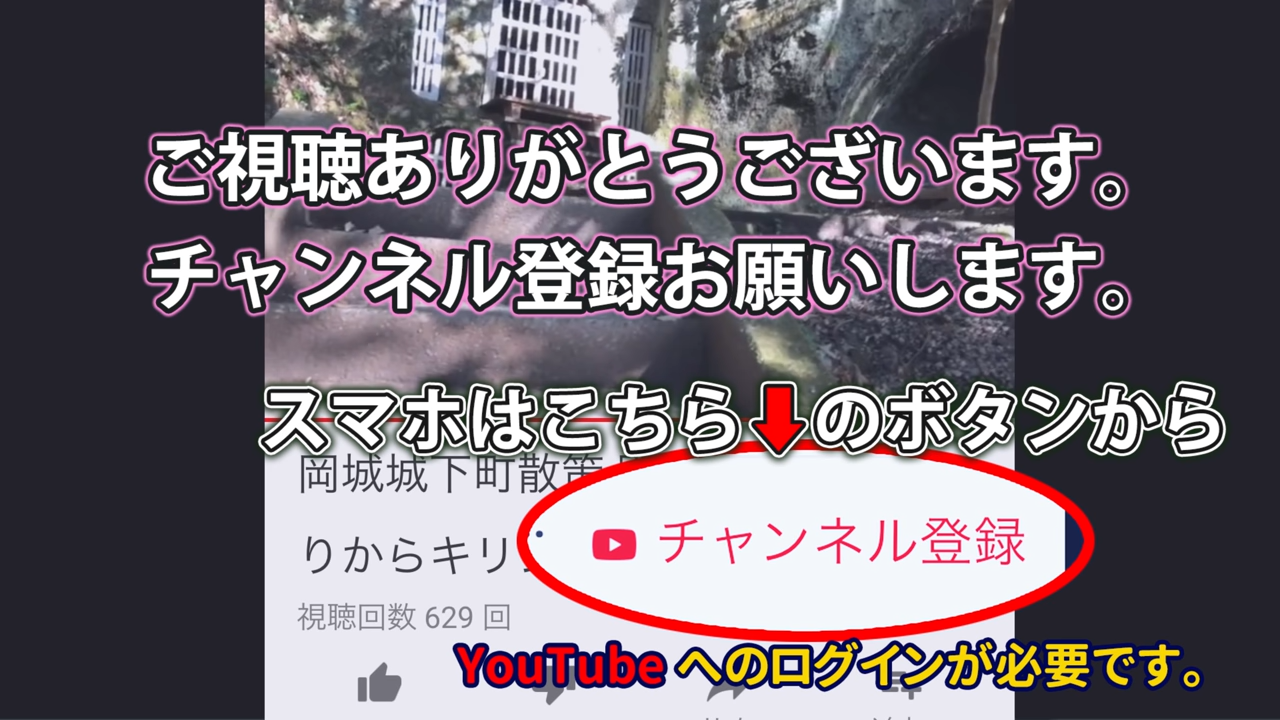 ご視聴ありがとうございます。
チャンネル登録お願いします。
スマホはこちら⬇のボタンから
岡城城下町散策
チャンネル登録
りからキリ
視聴回数 629 回
YouTube へのログインが必要です。